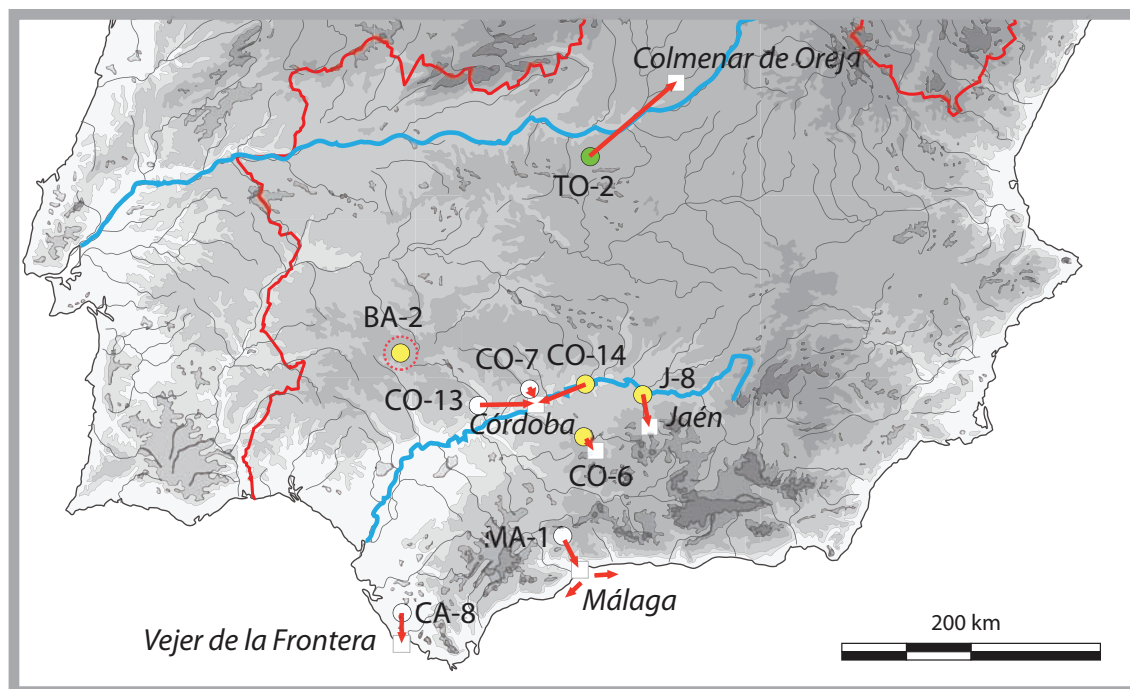 Colmenar de Oreja
TO-2
BA-2
CO-7
CO-14
J-8
CO-13
Córdoba
Jaén
CO-6
MA-1
Málaga
CA-8
Vejer de la Frontera
200 km